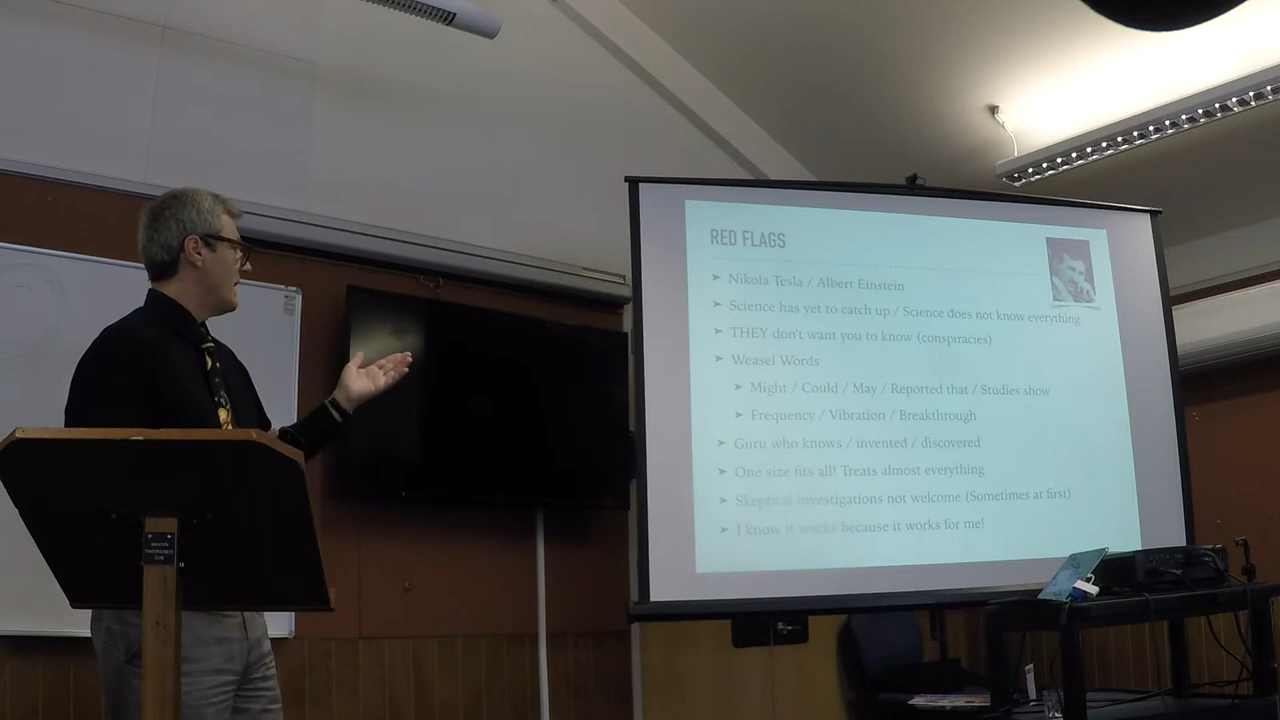 RED FLAGS
➤ Nikola Tesla / Albert Einstein
➤ Science has yet to catch up / Science does not know everything
➤ THEY don't want you to know (conspiracies)
➤ Weasel Words
➤ Might / Could / May / Reported that / Studies show
➤ Frequency / Vibration / Breakthrough
➤ Guru who knows / invented / discovered
➤ One size fits all! Treats almost everything
➤ Skeptical investigations not welcome (Sometimes at first)
➤ I know it works because it works for me!